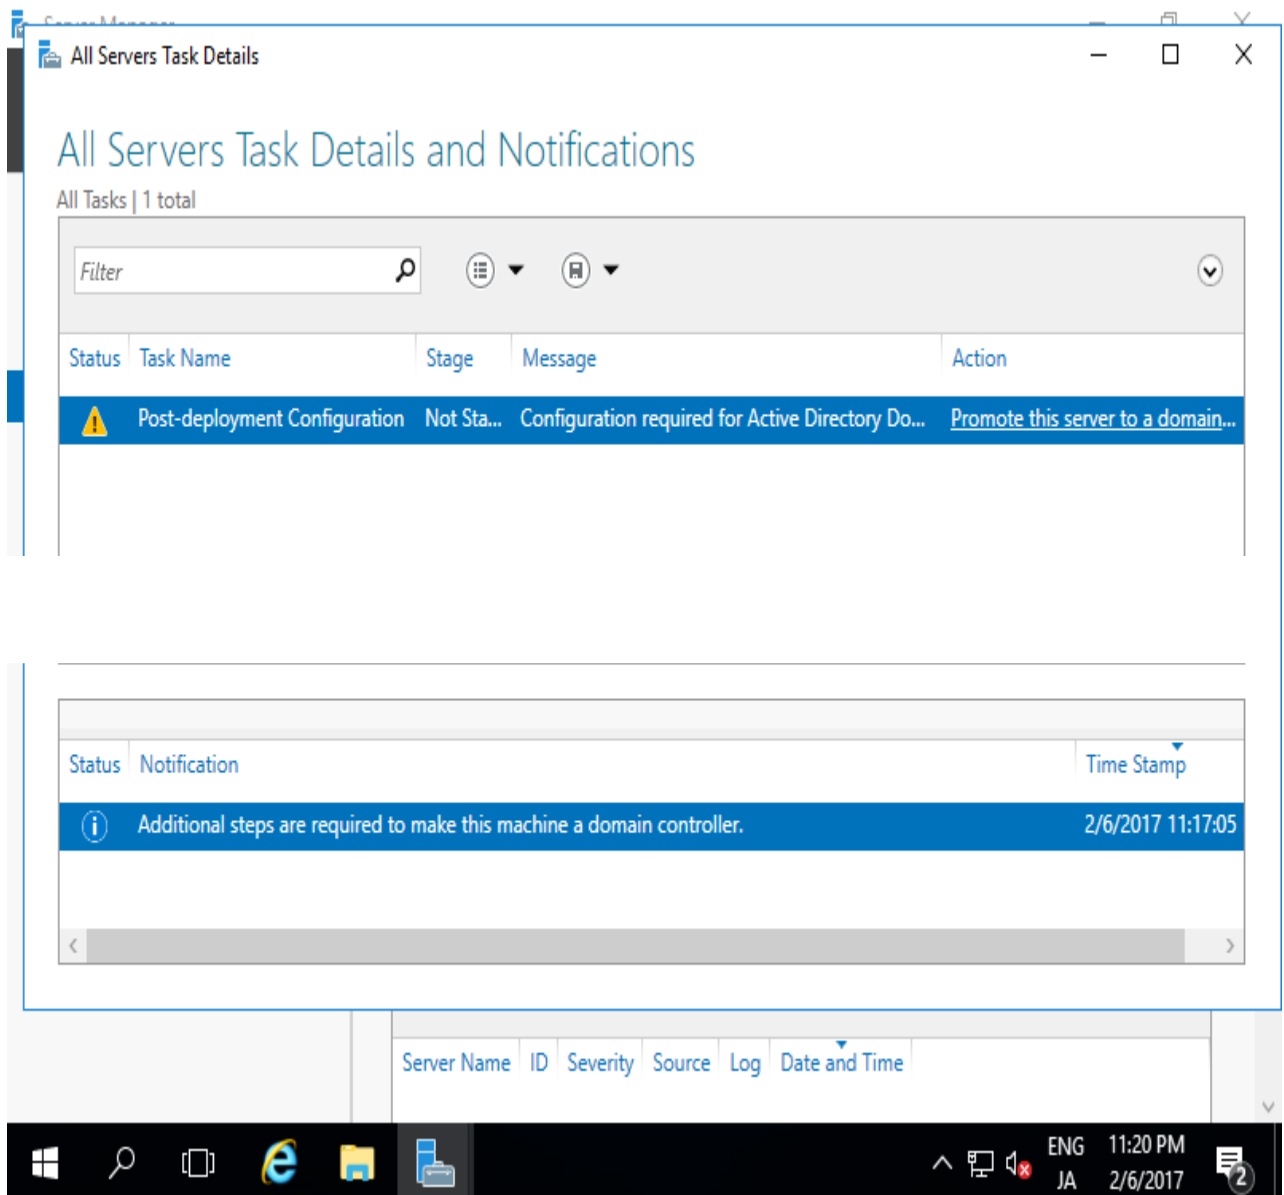 Server Manager
All Servers Task Details
All Servers Task Details and Notifications
All Tasks | 1 total
Filter
Status Task Name Stage Message Action
Post-deployment Configuration Not Sta... Configuration required for Active Directory Do... Promote this server to a domain...
Status Notification Time Stamp
Additional steps are required to make this machine a domain controller. 2/6/2017 11:17:05
Server Name ID Severity Source Log Date and Time
ENG 11:20 PM
JA 2/6/2017 2